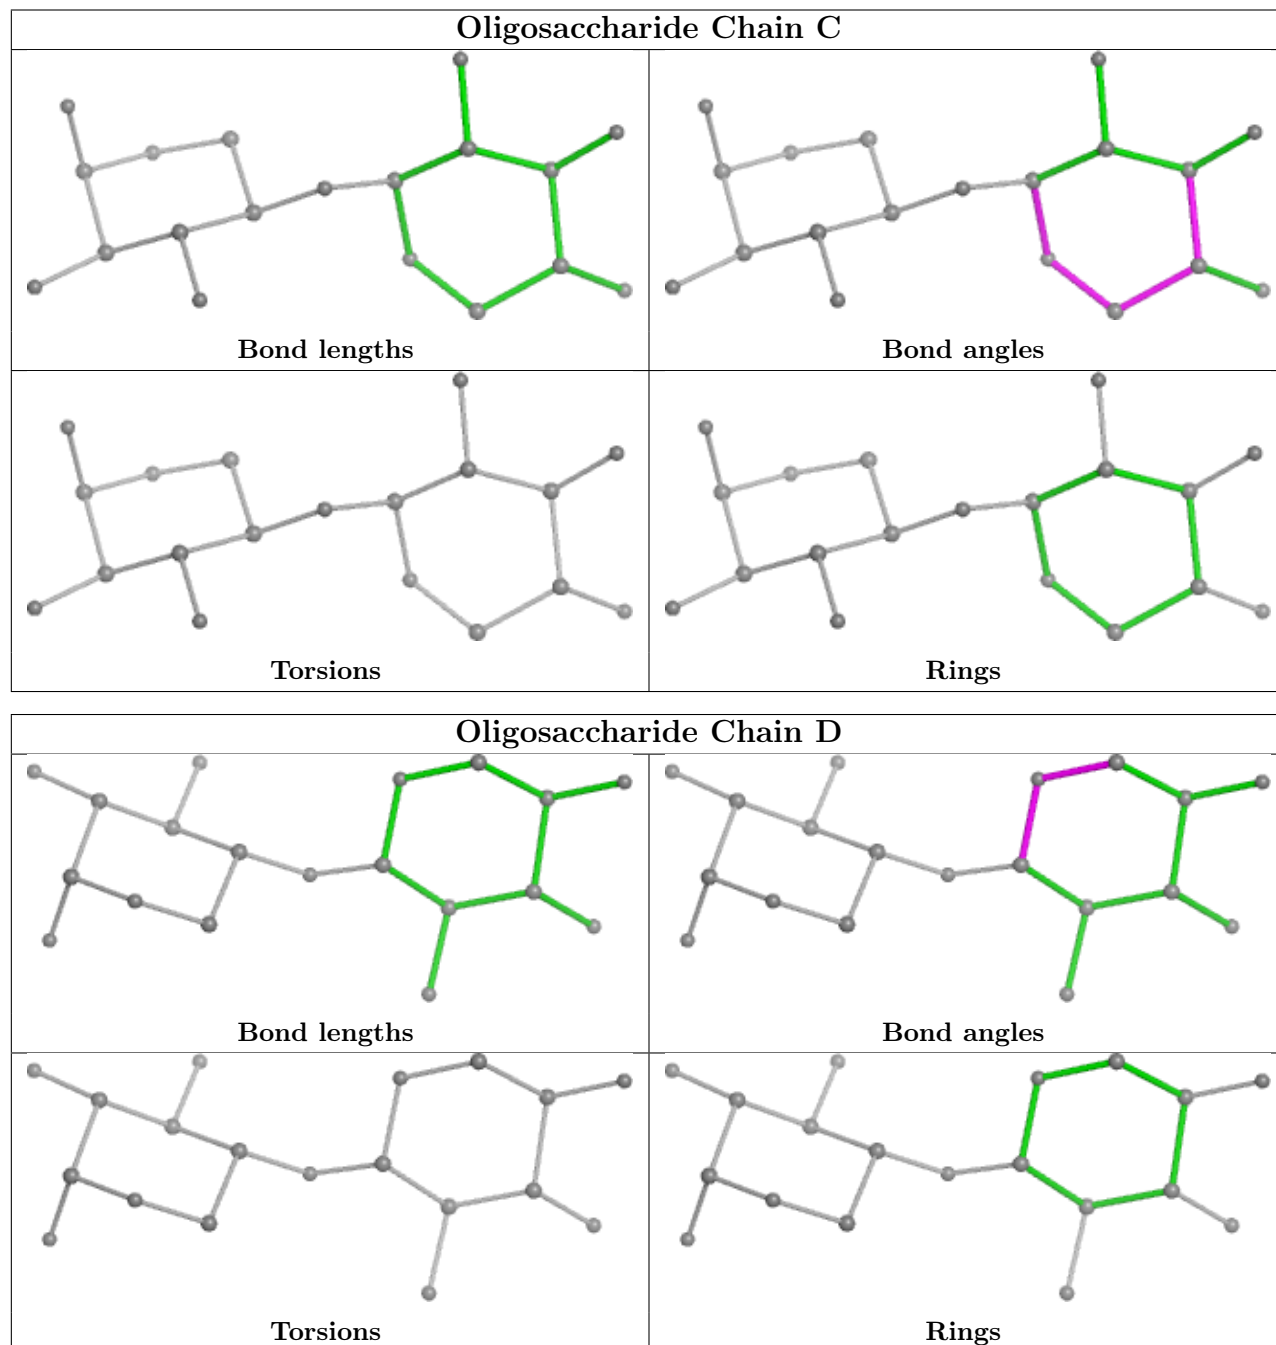 Oligosaccharide Chain C
Bond lengths
Bond angles
Torsions
Rings
Oligosaccharide Chain D
Bond lengths
Bond angles
Torsions
Rings